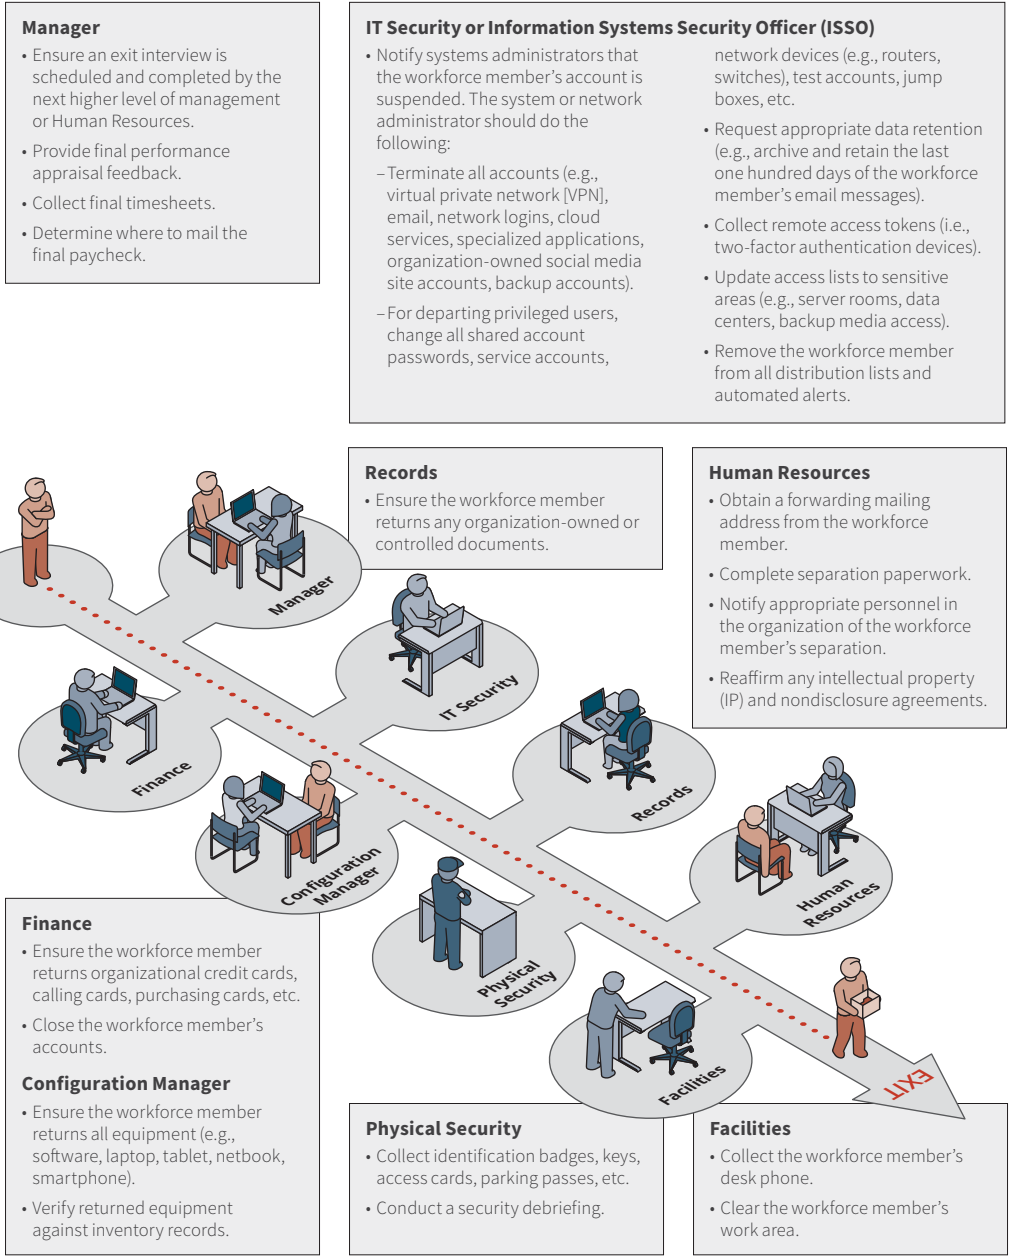 Manager
• Ensure an exit interview is
scheduled and completed by the
next higher level of management
or Human Resources.
• Provide final performance
appraisal feedback.
• Collect final timesheets.
• Determine where to mail the
final paycheck.
IT Security or Information Systems Security Officer (ISSO)
• Notify systems administrators that
the workforce member’s account is
suspended. The system or network
administrator should do the
following:
– Terminate all accounts (e.g.,
virtual private network [VPN],
email, network logins, cloud
services, specialized applications,
organization-owned social media
site accounts, backup accounts).
– For departing privileged users,
change all shared account
passwords, service accounts,
network devices (e.g., routers,
switches), test accounts, jump
boxes, etc.
• Request appropriate data retention
(e.g., archive and retain the last
one hundred days of the workforce
member’s email messages).
• Collect remote access tokens (i.e.,
two-factor authentication devices).
• Update access lists to sensitive
areas (e.g., server rooms, data
centers, backup media access).
• Remove the workforce member
from all distribution lists and
automated alerts.
Records
• Ensure the workforce member
returns any organization-owned or
controlled documents.
Human Resources
• Obtain a forwarding mailing
address from the workforce
member.
• Complete separation paperwork.
• Notify appropriate personnel in
the organization of the workforce
member’s separation.
• Reaffirm any intellectual property
(IP) and nondisclosure agreements.
Manager
IT Security
Finance
Records
Configuration
Manager
Human
Resources
Physical
Security
Facilities
EXIT
Finance
• Ensure the workforce member
returns organizational credit cards,
calling cards, purchasing cards, etc.
• Close the workforce member’s
accounts.
Configuration Manager
• Ensure the workforce member
returns all equipment (e.g.,
software, laptop, tablet, netbook,
smartphone).
• Verify returned equipment
against inventory records.
Physical Security
• Collect identification badges, keys,
access cards, parking passes, etc.
• Conduct a security debriefing.
Facilities
• Collect the workforce member’s
desk phone.
• Clear the workforce member’s
work area.